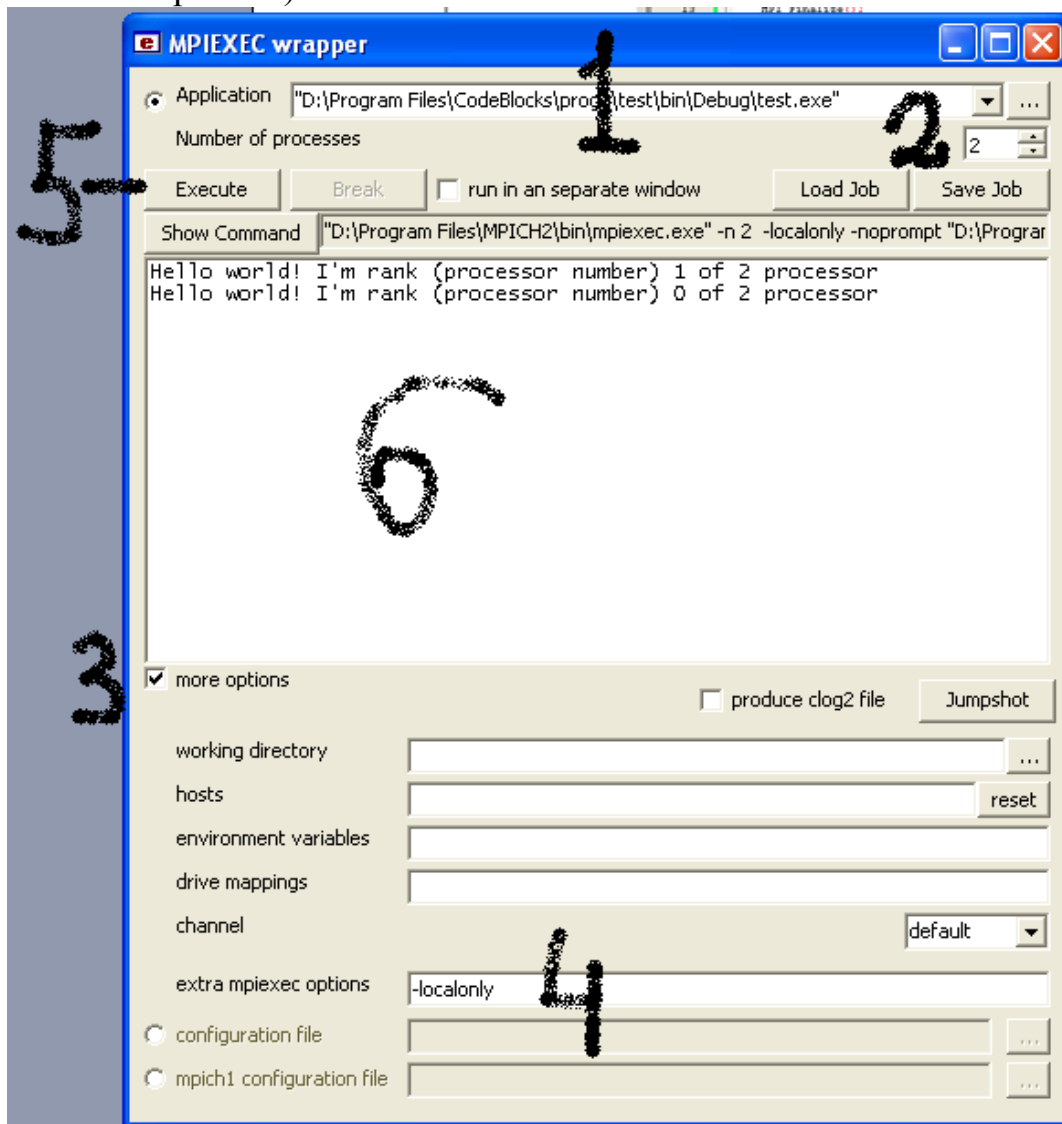 MPIEXEC wrapper
1
Application "D:\Program Files\CodeBlocks\progs\test\bin\Debug\test.exe" ...
Number of processes 2
2
5
Execute Break run in an separate window Load Job Save Job
Show Command "D:\Program Files\MPICH2\bin\mpiexec.exe" -n 2 -localonly -noprompt "D:\Prograr
Hello world! I'm rank (processor number) 1 of 2 processor
Hello world! I'm rank (processor number) 0 of 2 processor
6
3
more options
produce clog2 file Jumpshot
working directory ...
hosts reset
environment variables
drive mappings
channel default
4
extra mpiexec options -localonly
configuration file ...
mpich1 configuration file ...